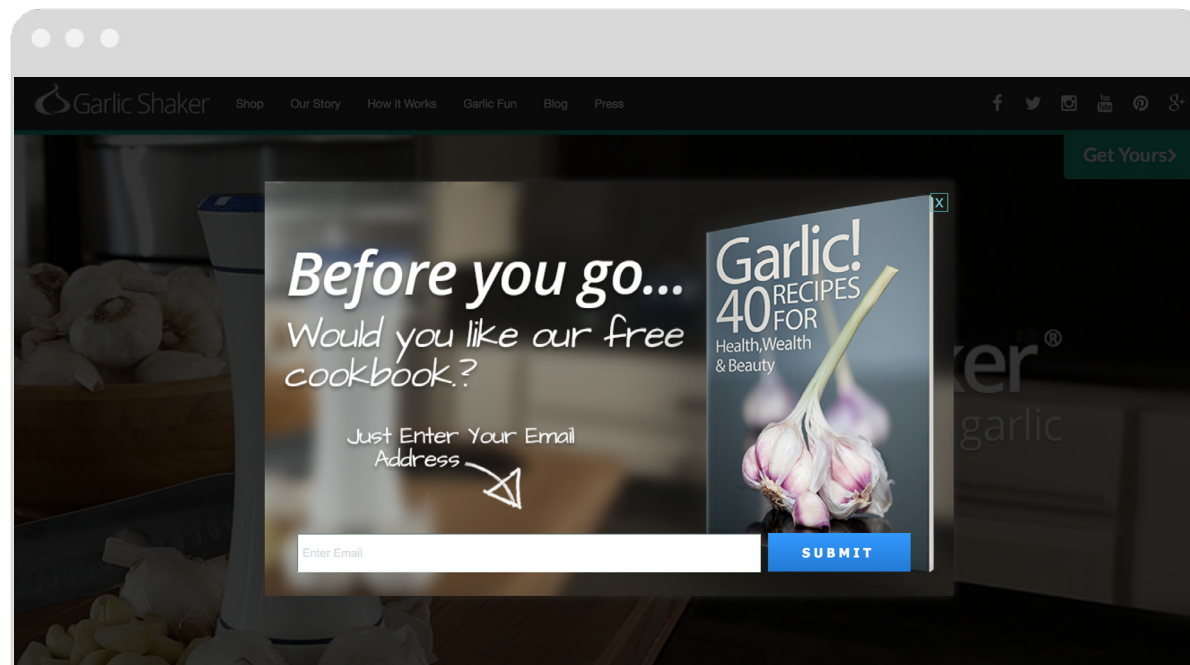 Garlic Shaker
Shop Our Story How it Works Garlic Fun Blog Press
f You Tube g+
Get Yours>
X
Before you go...
Would you like our free
cookbook.?
Just Enter Your Email
Address
Garlic!
40 RECIPES
FOR
Health, Wealth
& Beauty
ker®
garlic
Enter Email
SUBMIT